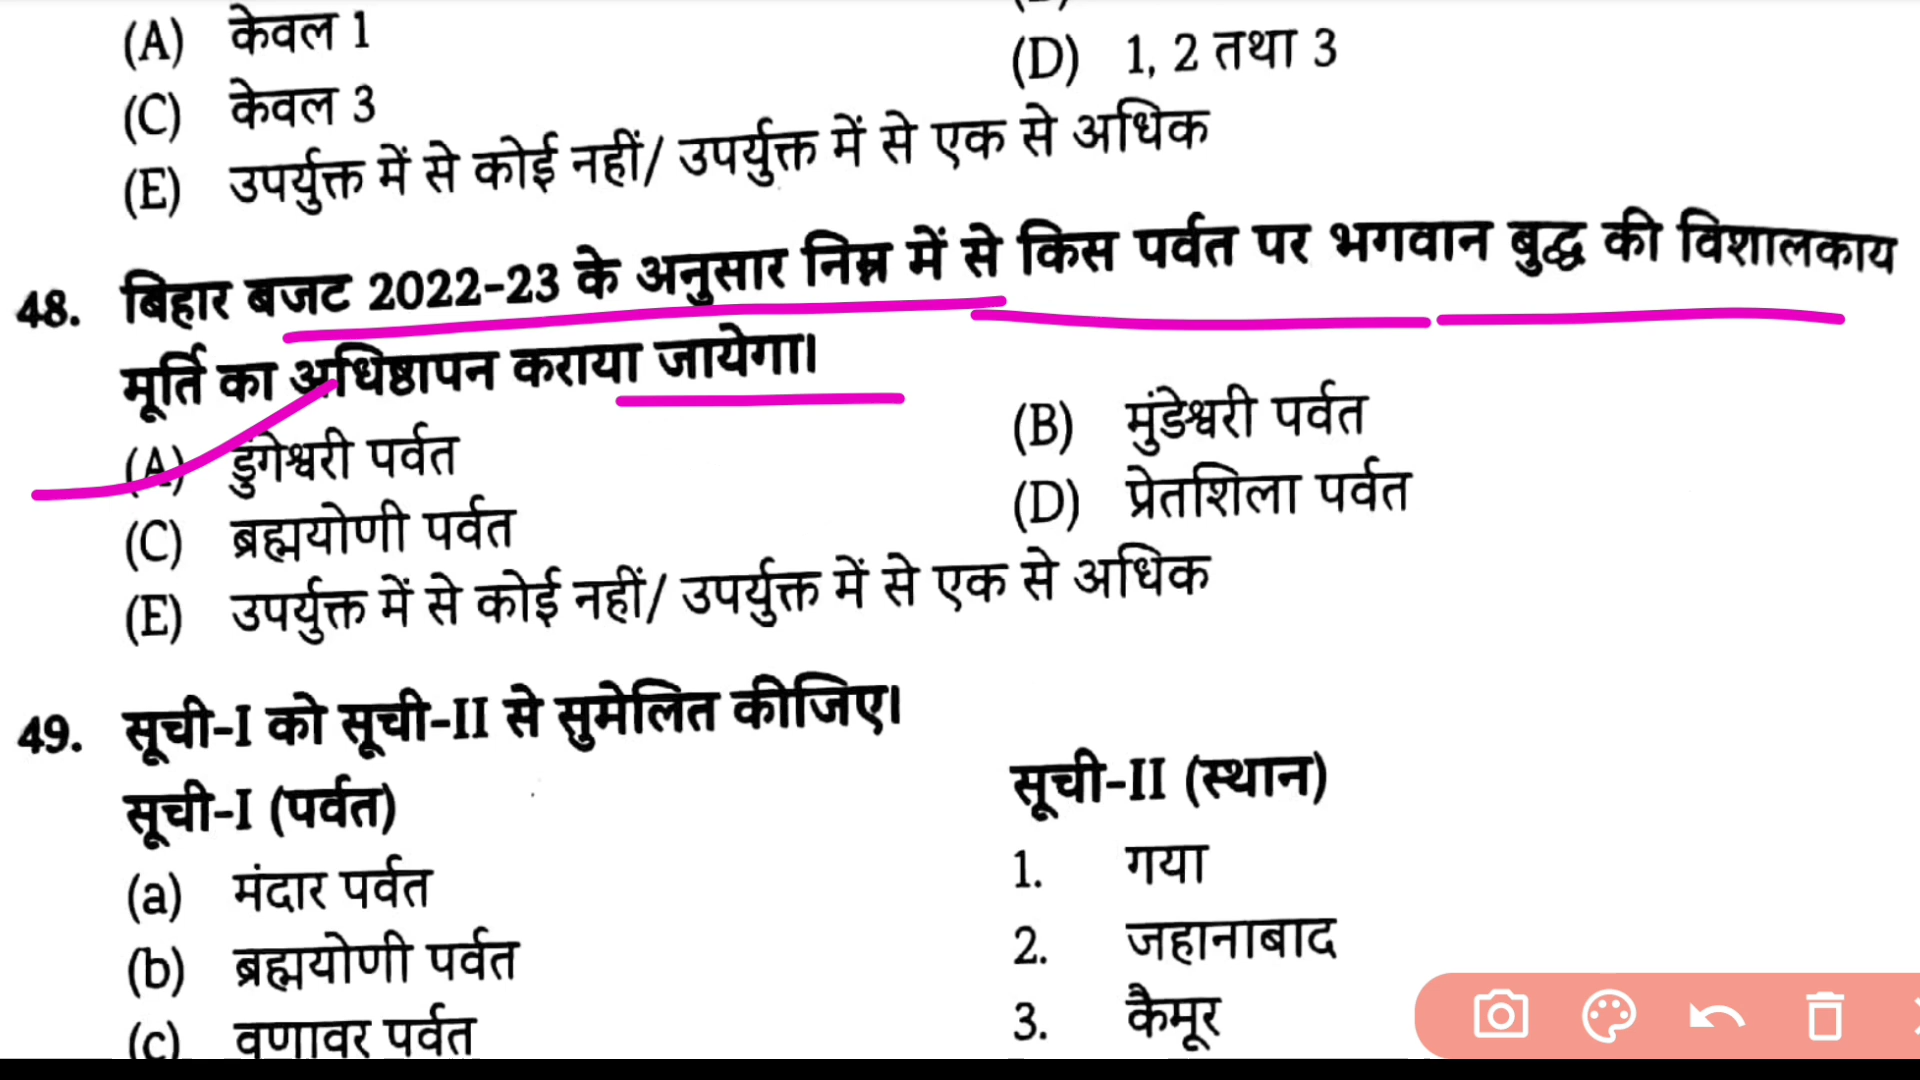 (A) केवल 1
(D) 1, 2 तथा 3
(C) केवल 3
(E) उपर्युक्त में से कोई नहीं/ उपर्युक्त में से एक से अधिक
48. बिहार बजट 2022-23 के अनुसार निम्न में से किस पर्वत पर भगवान बुद्ध की विशालकाय
मूर्ति का अधिष्ठापन कराया जायेगा।
(A) डुंगेश्वरी पर्वत
(B) मुंडेश्वरी पर्वत
(C) ब्रह्मयोणी पर्वत
(D) प्रेतशिला पर्वत
(E) उपर्युक्त में से कोई नहीं/ उपर्युक्त में से एक से अधिक
49. सूची-I को सूची-II से सुमेलित कीजिए।
सूची-I (पर्वत)
सूची-II (स्थान)
(a) मंदार पर्वत
1. गया
(b) ब्रह्मयोणी पर्वत
2. जहानाबाद
(c) वणावर पर्वत
3. कैमूर